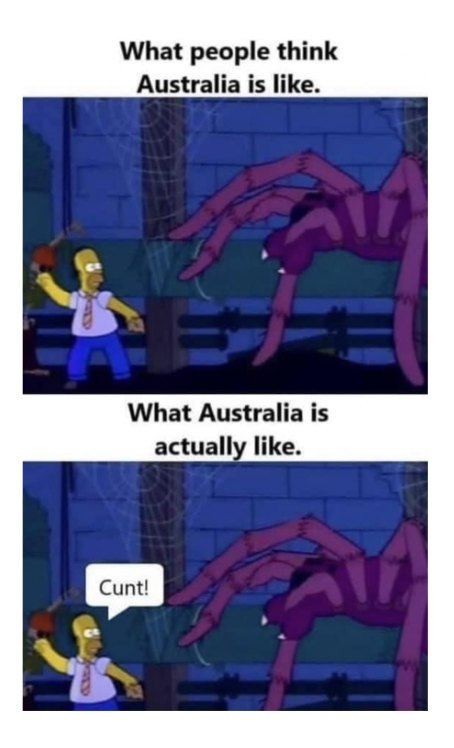 What people think
Australia is like.
What Australia is
actually like.
Cunt!